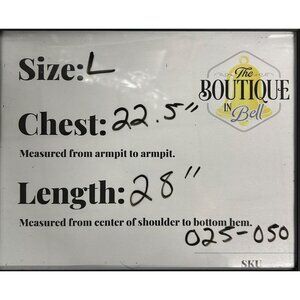 Size: L
The
BOUTIQUE
IN
Bell
Chest: 22.5"
Measured from armpit to armpit.
Length: 28"
Measured from center of shoulder to bottom hem.
025-050
SKU